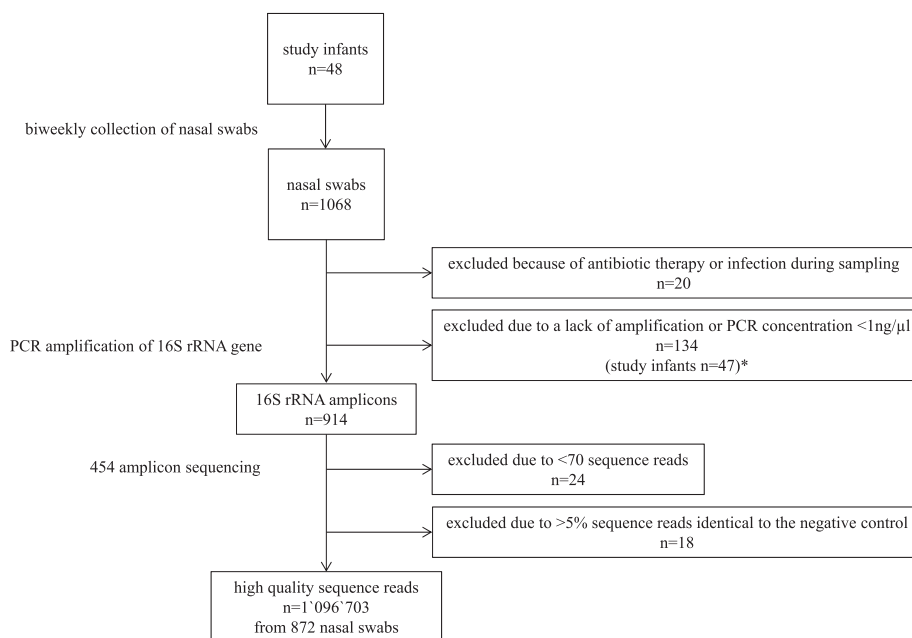 study infants
n=48
biweekly collection of nasal swabs
nasal swabs
n=1068
excluded because of antibiotic therapy or infection during sampling
n=20
PCR amplification of 16S rRNA gene
excluded due to a lack of amplification or PCR concentration <1ng/µl
n=134
(study infants n=47)*
16S rRNA amplicons
n=914
454 amplicon sequencing
excluded due to <70 sequence reads
n=24
excluded due to >5% sequence reads identical to the negative control
n=18
high quality sequence reads
n=1`096`703
from 872 nasal swabs